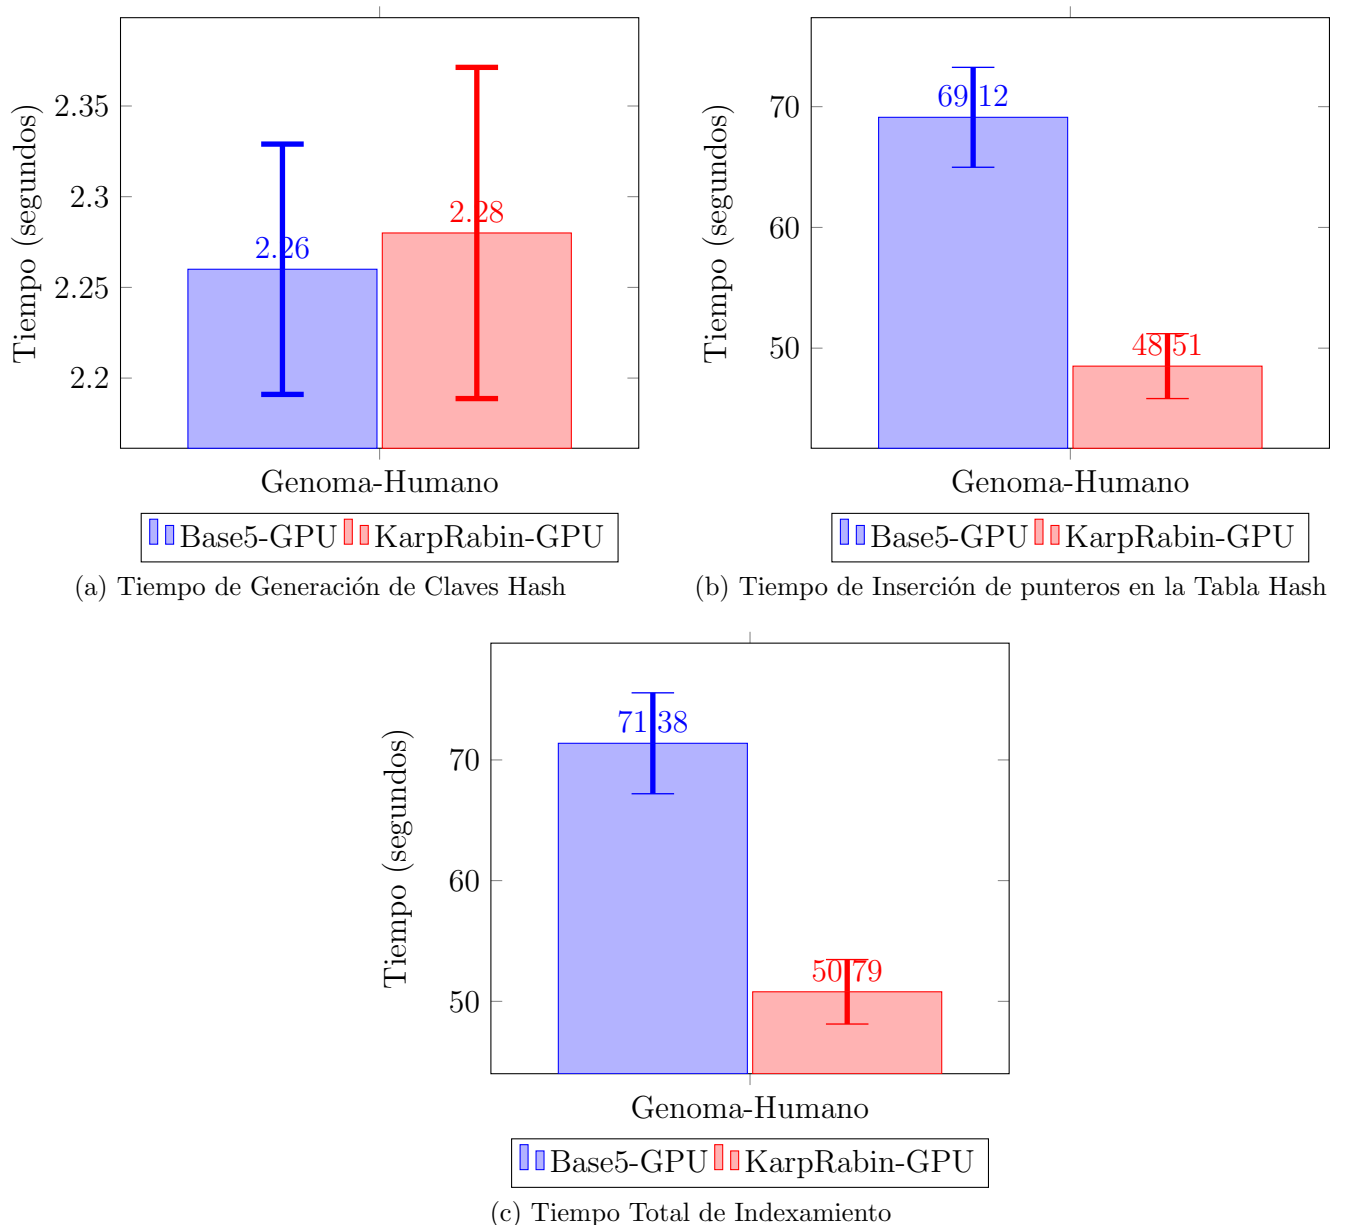 Tiempo (segundos)
2.35
2.3
2.25
2.2
2.26
2.28
Genoma-Humano
Base5-GPU KarpRabin-GPU
(a) Tiempo de Generación de Claves Hash
Tiempo (segundos)
70
60
50
69.12
48.51
Genoma-Humano
Base5-GPU KarpRabin-GPU
(b) Tiempo de Inserción de punteros en la Tabla Hash
Tiempo (segundos)
70
60
50
71.38
50.79
Genoma-Humano
Base5-GPU KarpRabin-GPU
(c) Tiempo Total de Indexamiento